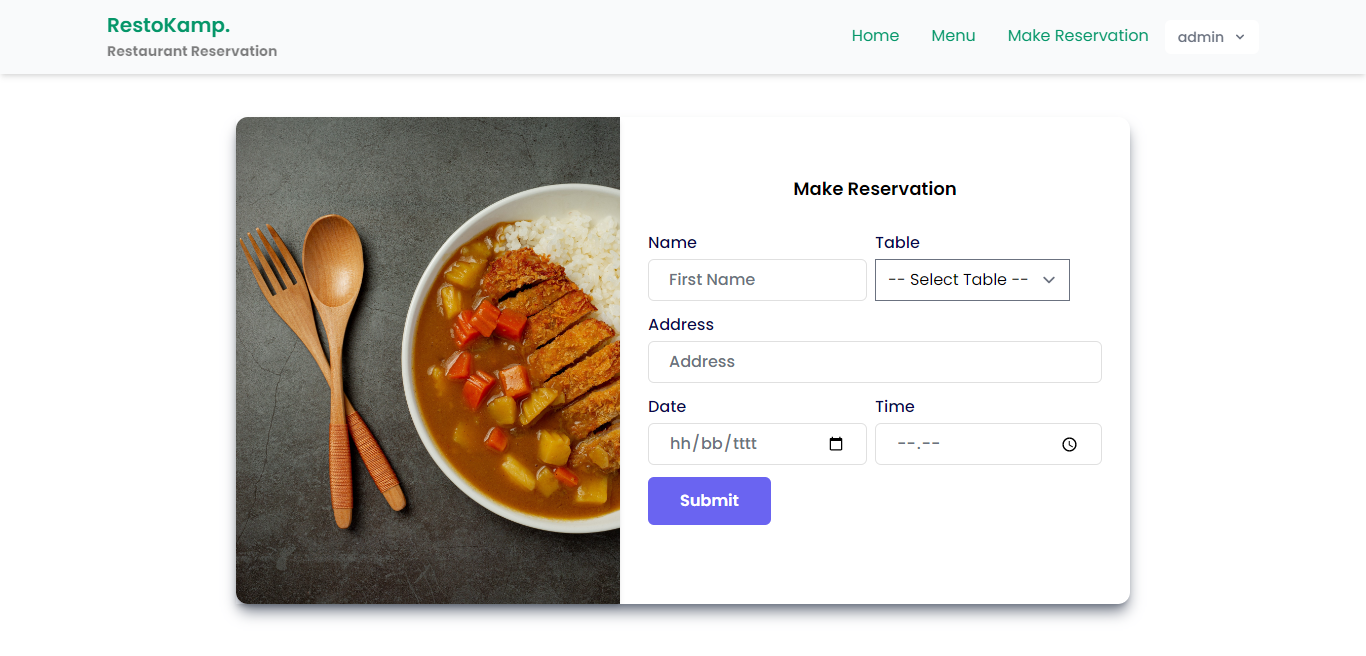 RestoKamp.
Restaurant Reservation
Home Menu Make Reservation admin
Make Reservation
Name Table
First Name -- Select Table --
Address
Address
Date Time
hh/bb/tttt --.--
Submit